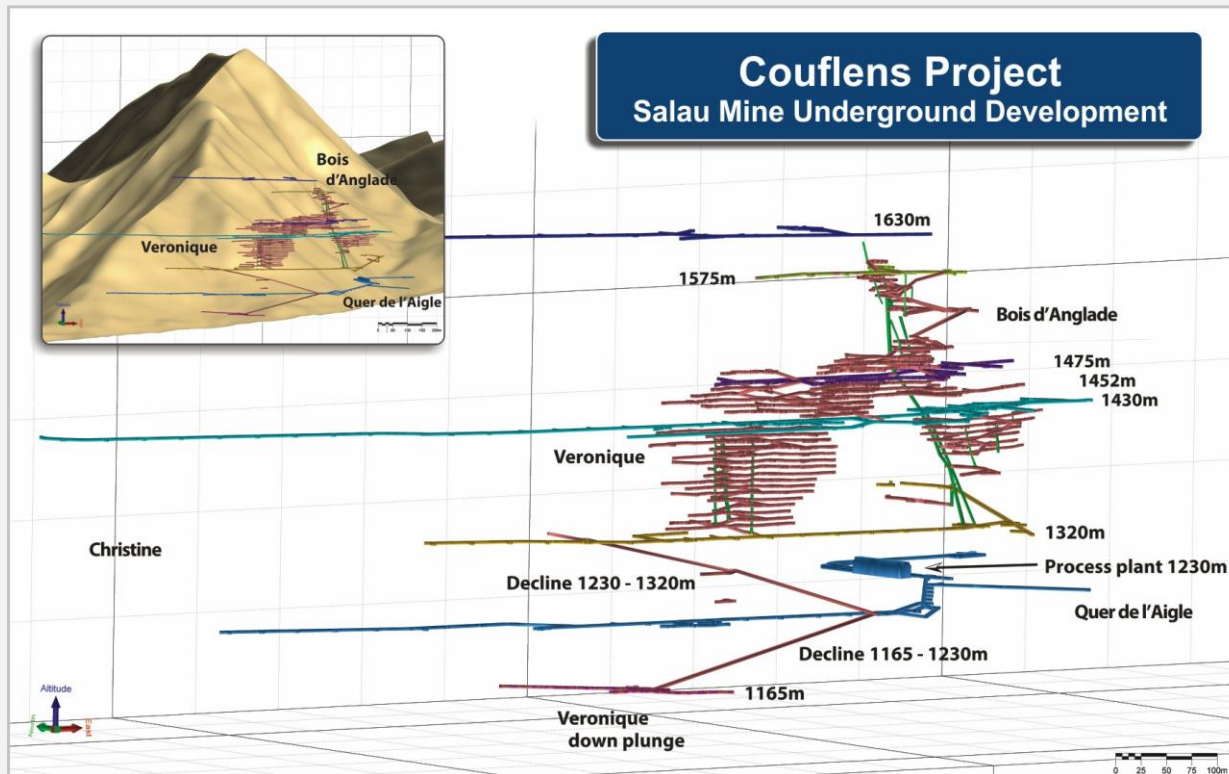 Couflens Project
Salau Mine Underground Development
Bois
d'Anglade
Veronique
Quer de l'Aigle
1630m
1575m
Bois d'Anglade
1475m
1452m
1430m
Veronique
1320m
Christine
Decline 1230 - 1320m
Process plant 1230m
Quer de l'Aigle
Decline 1165 - 1230m
1165m
Veronique
down plunge
Altitude
North
East
0 25 50 75 100m